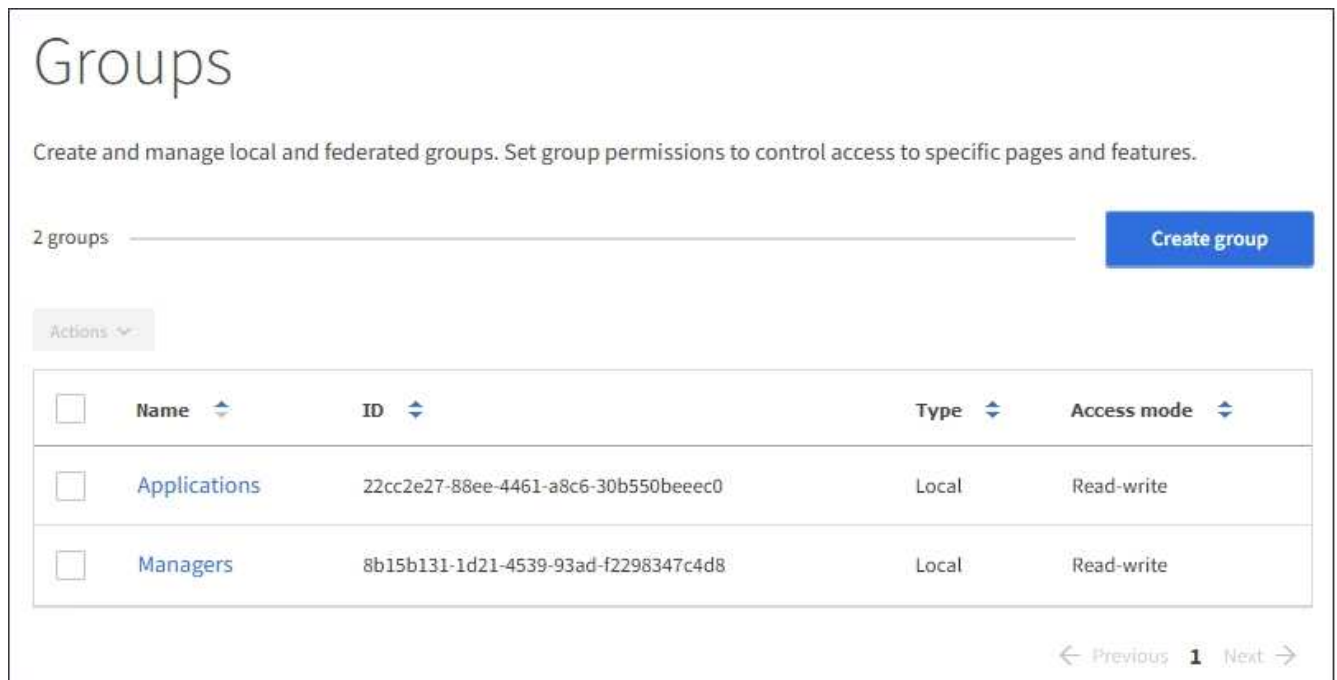 Groups
Create and manage local and federated groups. Set group permissions to control access to specific pages and features.
2 groups
Create group
Actions
Name ID Type Access mode
Applications 22cc2e27-88ee-4461-a8c6-30b550beeec0 Local Read-write
Managers 8b15b131-1d21-4539-93ad-f2298347c4d8 Local Read-write
← Previous 1 Next →